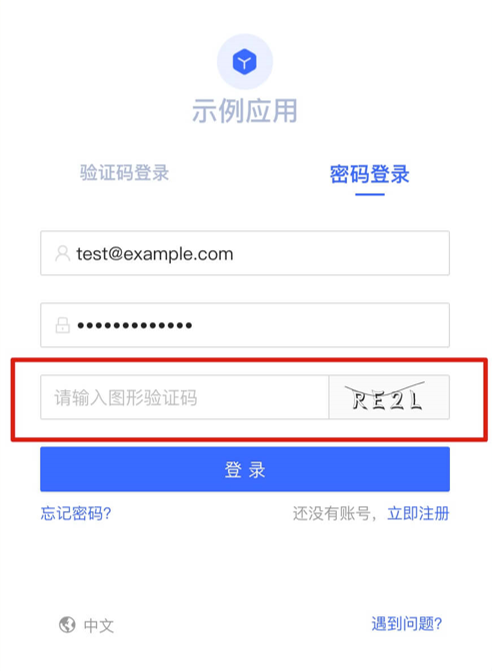 示例应用
验证码登录 密码登录
test@example.com
•••••••••••••
请输入图形验证码 RE2L
登 录
忘记密码? 还没有账号，立即注册
中文 遇到问题?